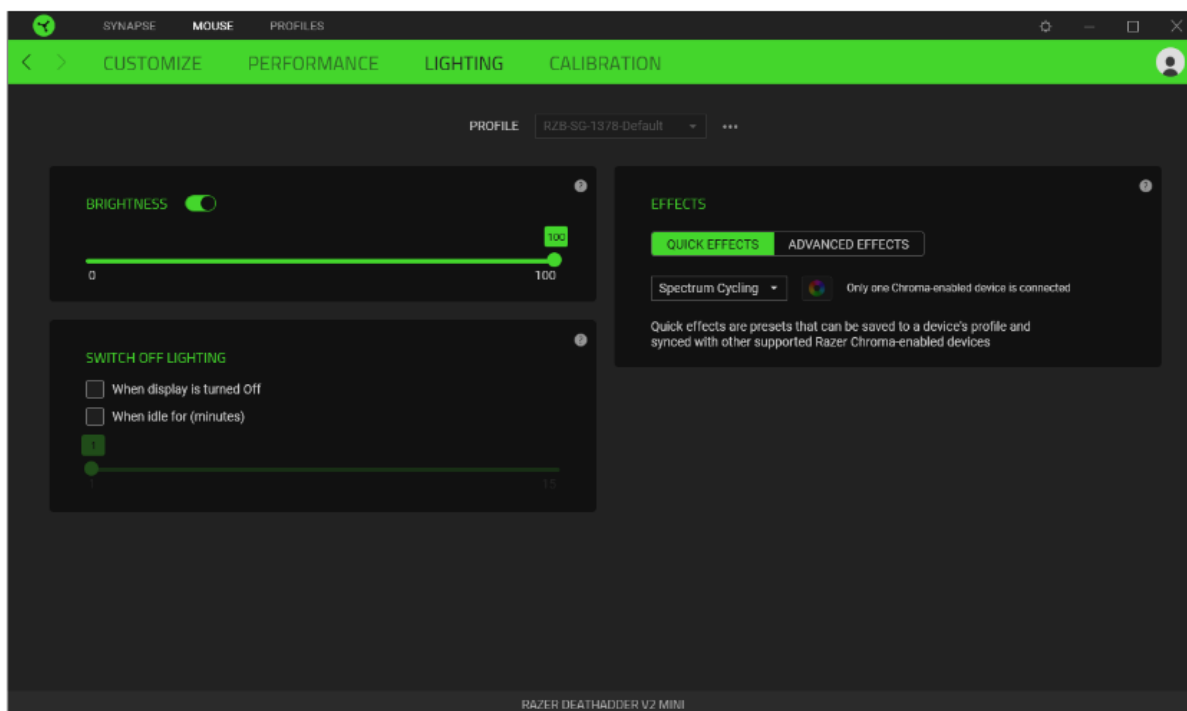 SYNAPSE MOUSE PROFILES
CUSTOMIZE PERFORMANCE LIGHTING CALIBRATION
PROFILE RZB-SG-1378-Default
BRIGHTNESS
100
0 100
SWITCH OFF LIGHTING
When display is turned Off
When idle for (minutes)
1
1 15
EFFECTS
QUICK EFFECTS ADVANCED EFFECTS
Spectrum Cycling Only one Chroma-enabled device is connected
Quick effects are presets that can be saved to a device's profile and
synced with other supported Razer Chroma-enabled devices
RAZER DEATHADDER V2 MINI